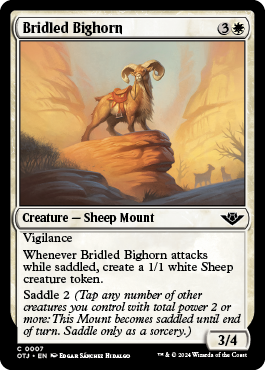 Bridled Bighorn 3
Creature — Sheep Mount
Vigilance
Whenever Bridled Bighorn attacks
while saddled, create a 1/1 white Sheep
creature token.
Saddle 2 (Tap any number of other
creatures you control with total power 2 or
more: This Mount becomes saddled until end
of turn. Saddle only as a sorcery.)
3/4
C 0007
OTJ • EN Edgar Sánchez Hidalgo ™ & © 2024 Wizards of the Coast